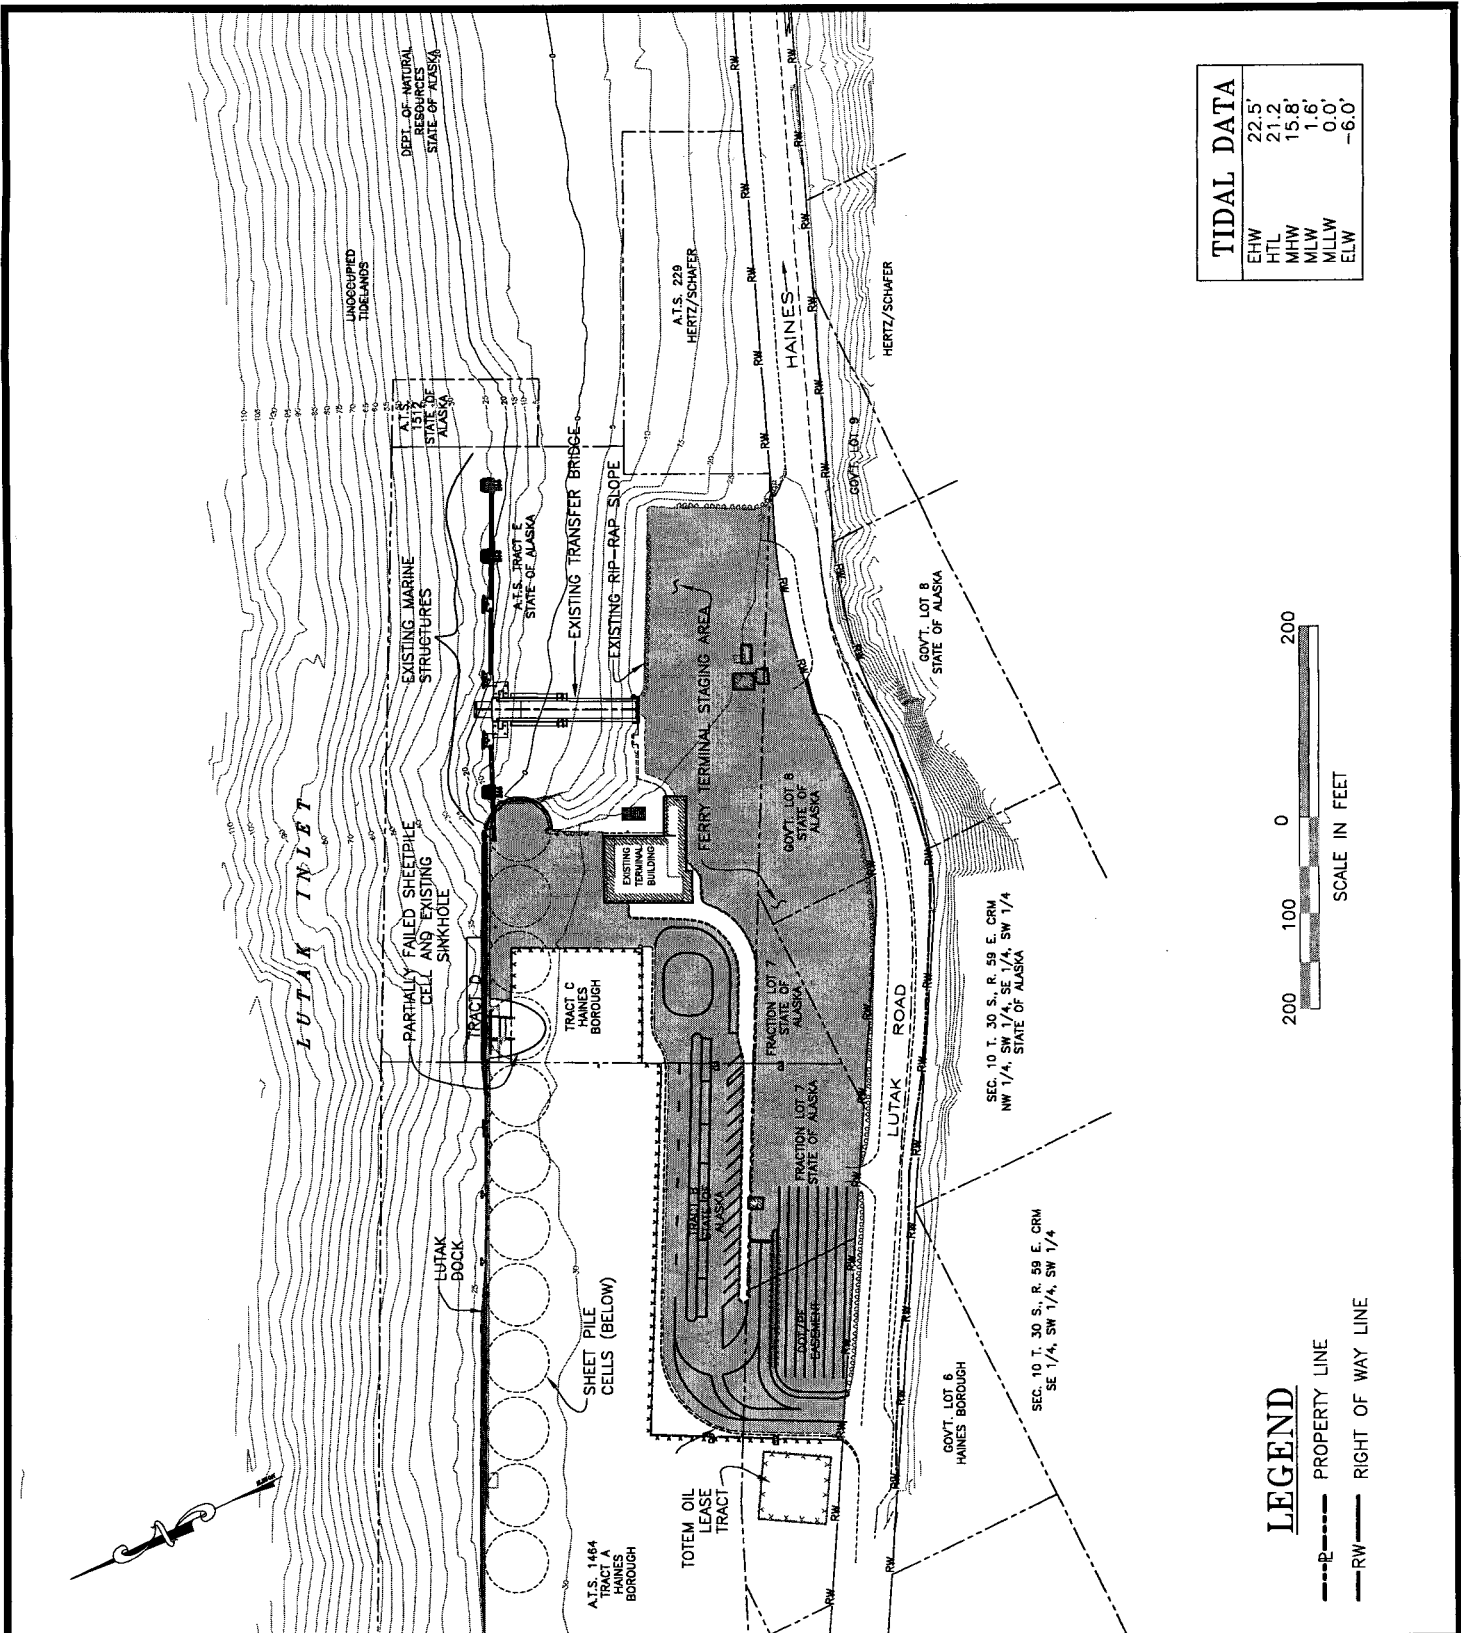 DEPT. OF NATURAL
RESOURCES
STATE OF ALASKA
UNOCCUPIED
TIDELANDS
LUTAK INLET
A.T.S.
1512
STATE OF
ALASKA
A.T.S. 229
HERTZ/SCHAFER
HAINES
HERTZ/SCHAFER
GOV'T. LOT 9
EXISTING MARINE
STRUCTURES
A.T.S. TRACT E
STATE OF ALASKA
EXISTING TRANSFER BRIDGE
EXISTING RIP-RAP SLOPE
FERRY TERMINAL STAGING AREA
GOV'T. LOT 8
STATE OF ALASKA
GOV'T. LOT 8
STATE OF
ALASKA
EXISTING
TERMINAL
BUILDING
PARTIALLY FAILED SHEETPILE
CELL AND EXISTING
SINKHOLE
TRACT D
TRACT C
HAINES
BOROUGH
FRACTION LOT 7
STATE OF
ALASKA
FRACTION LOT 7
STATE OF ALASKA
TRACT B
STATE OF
ALASKA
DOT/PF
EASEMENT
LUTAK ROAD
SEC. 10 T. 30 S., R. 59 E. CRM
NW 1/4, SW 1/4, SE 1/4, SW 1/4
STATE OF ALASKA
SEC. 10 T. 30 S., R. 59 E. CRM
SE 1/4, SW 1/4, SW 1/4
GOV'T. LOT 6
HAINES BOROUGH
LUTAK
DOCK
SHEET PILE
CELLS (BELOW)
A.T.S. 1464
TRACT A
HAINES
BOROUGH
TOTEM OIL
LEASE
TRACT
TIDAL DATA
EHW 22.5'
HTL 21.2
MHW 15.8'
MLW 1.6'
MLLW 0.0'
ELW -6.0'
200 100 0 200
SCALE IN FEET
LEGEND
PROPERTY LINE
RW RIGHT OF WAY LINE